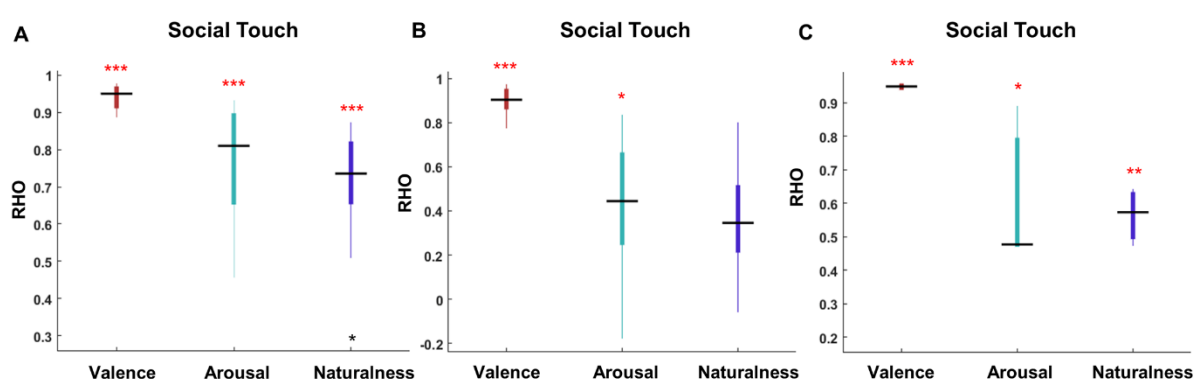 A
Social Touch
RHO
1
0.9
0.8
0.7
0.6
0.5
0.4
0.3
***
***
***
*
Valence
Arousal
Naturalness
B
Social Touch
RHO
1
0.8
0.6
0.4
0.2
0
-0.2
***
*
Valence
Arousal
Naturalness
C
Social Touch
RHO
0.9
0.8
0.7
0.6
0.5
0.4
0.3
0.2
***
*
**
Valence
Arousal
Naturalness